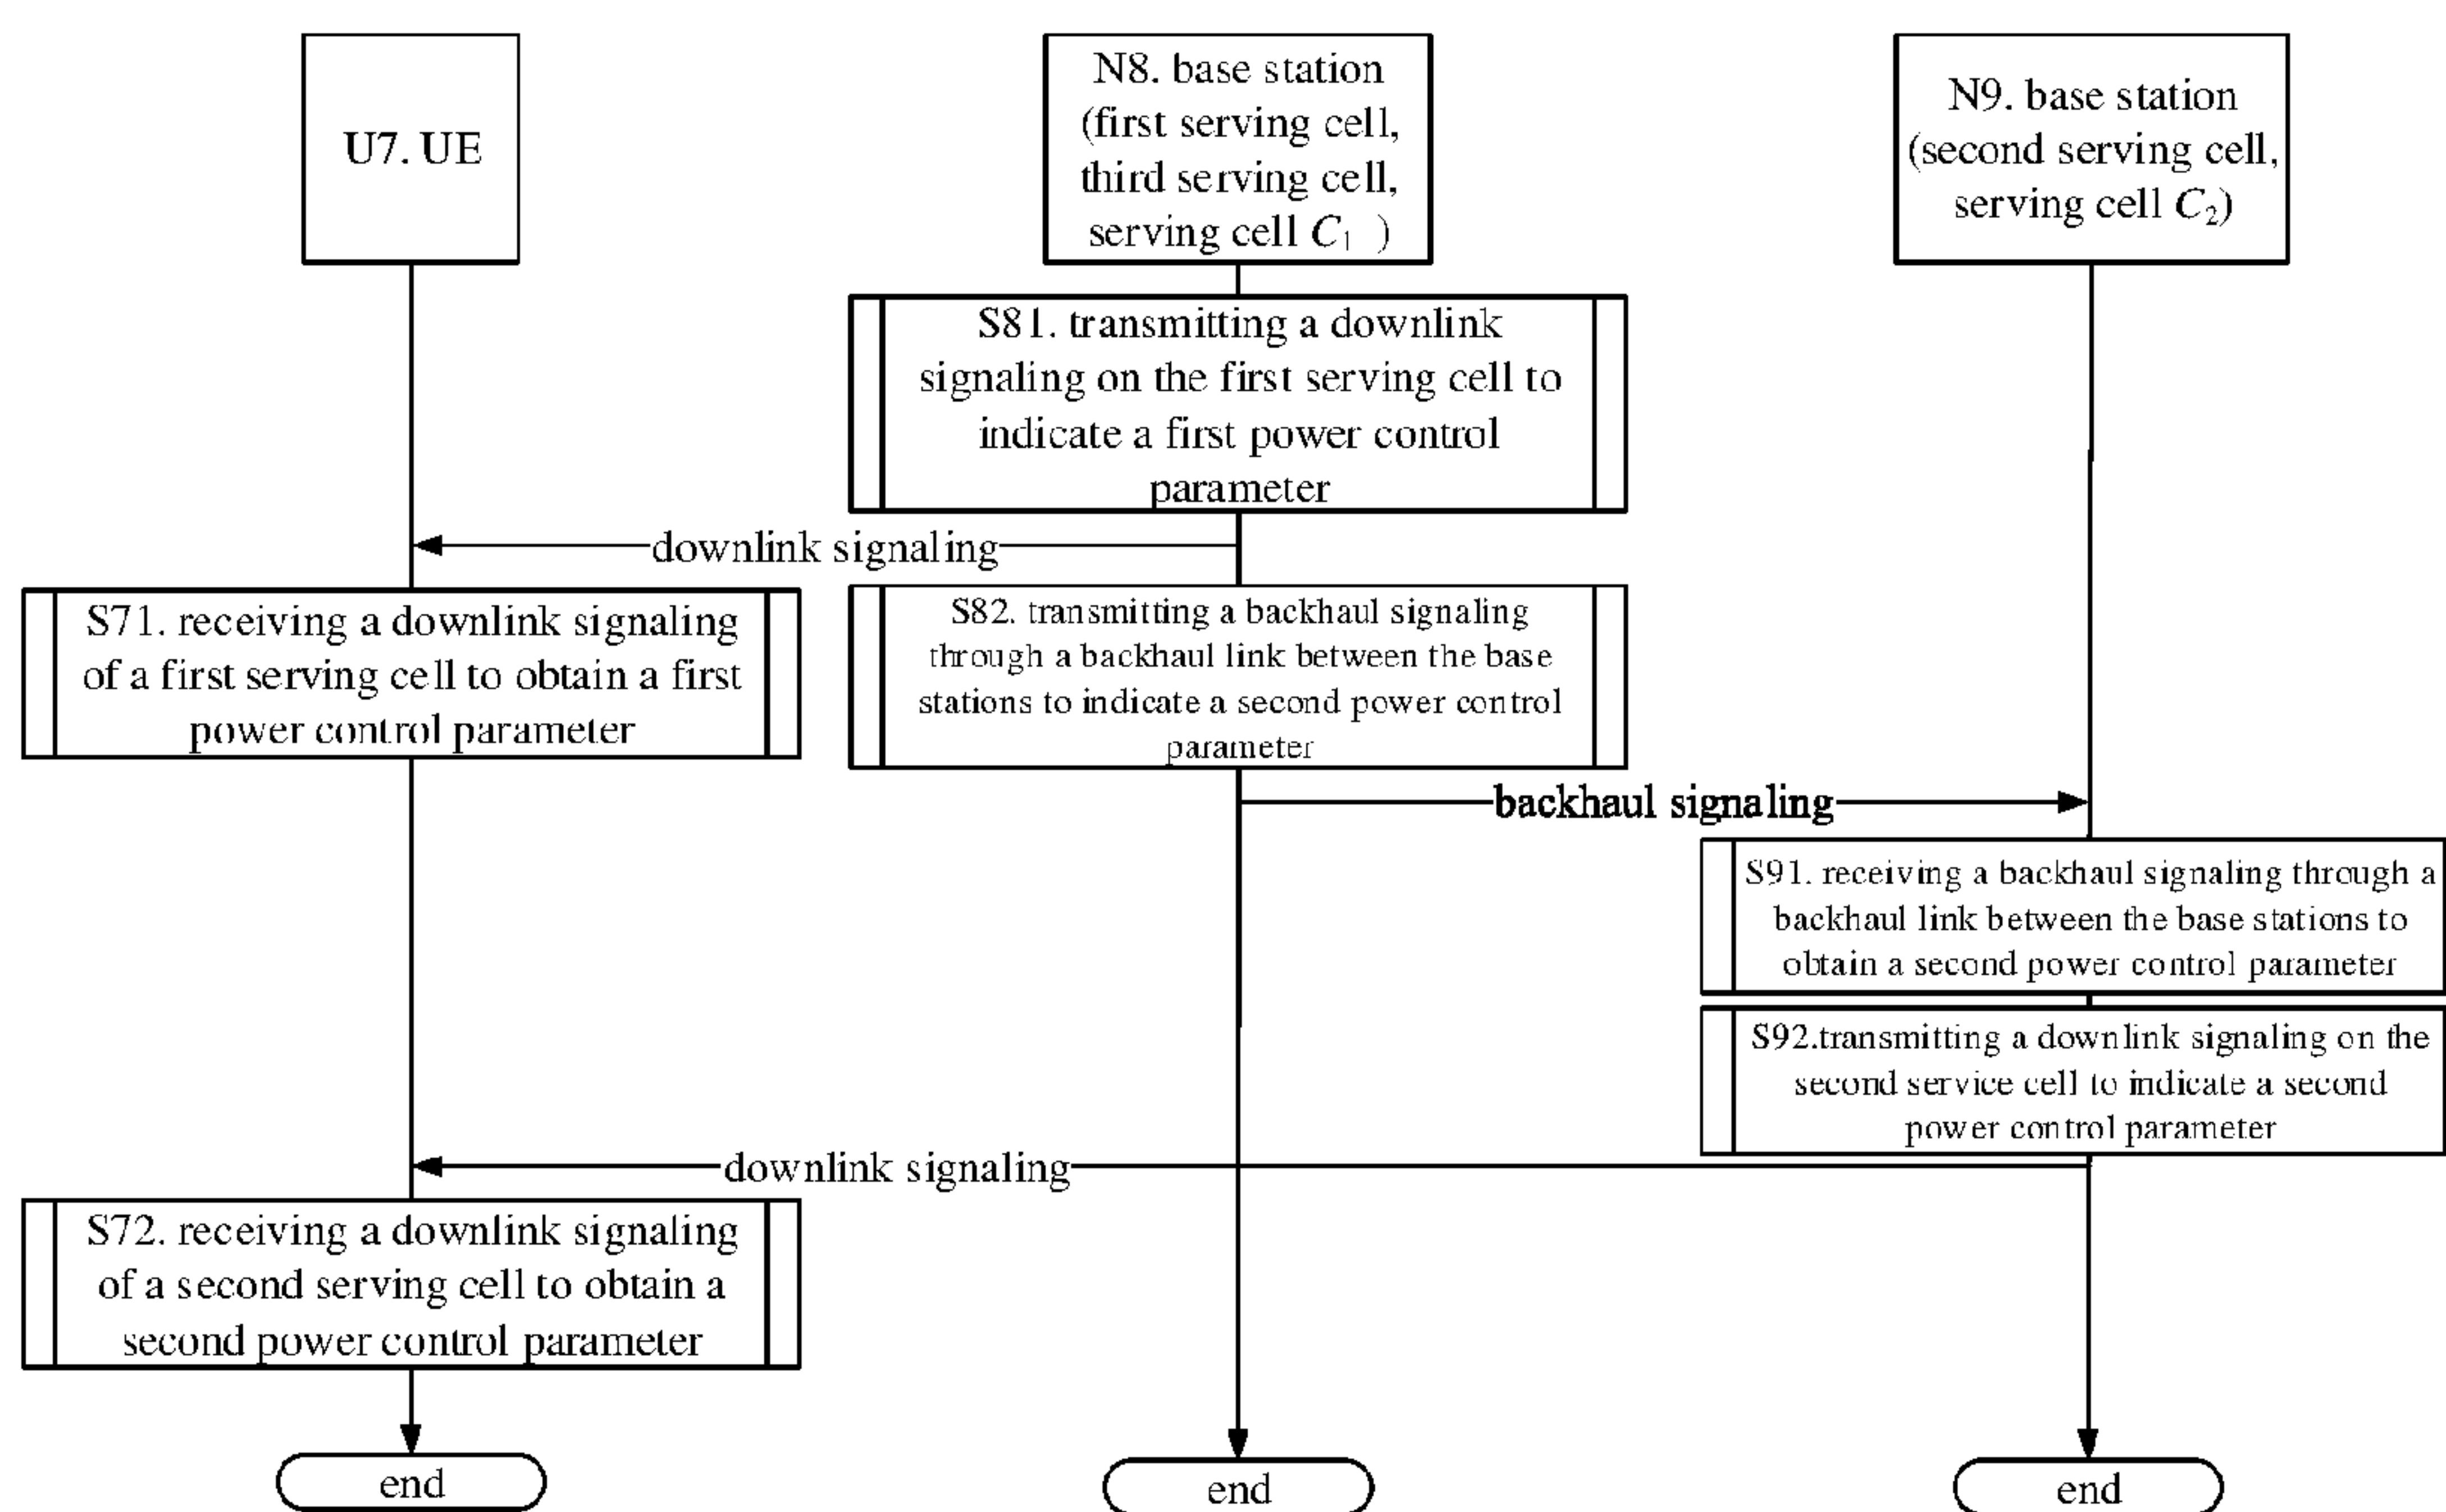 U7. UE
N8. base station
(first serving cell,
third serving cell,
serving cell C₁ )
N9. base station
(second serving cell,
serving cell C₂)
S81. transmitting a downlink
signaling on the first serving cell to
indicate a first power control
parameter
downlink signaling
S71. receiving a downlink signaling
of a first serving cell to obtain a first
power control parameter
S82. transmitting a backhaul signaling
through a backhaul link between the base
stations to indicate a second power control
parameter
backhaul signaling
S91. receiving a backhaul signaling through a
backhaul link between the base stations to
obtain a second power control parameter
S92.transmitting a downlink signaling on the
second service cell to indicate a second
power control parameter
downlink signaling
S72. receiving a downlink signaling
of a second serving cell to obtain a
second power control parameter
end
end
end